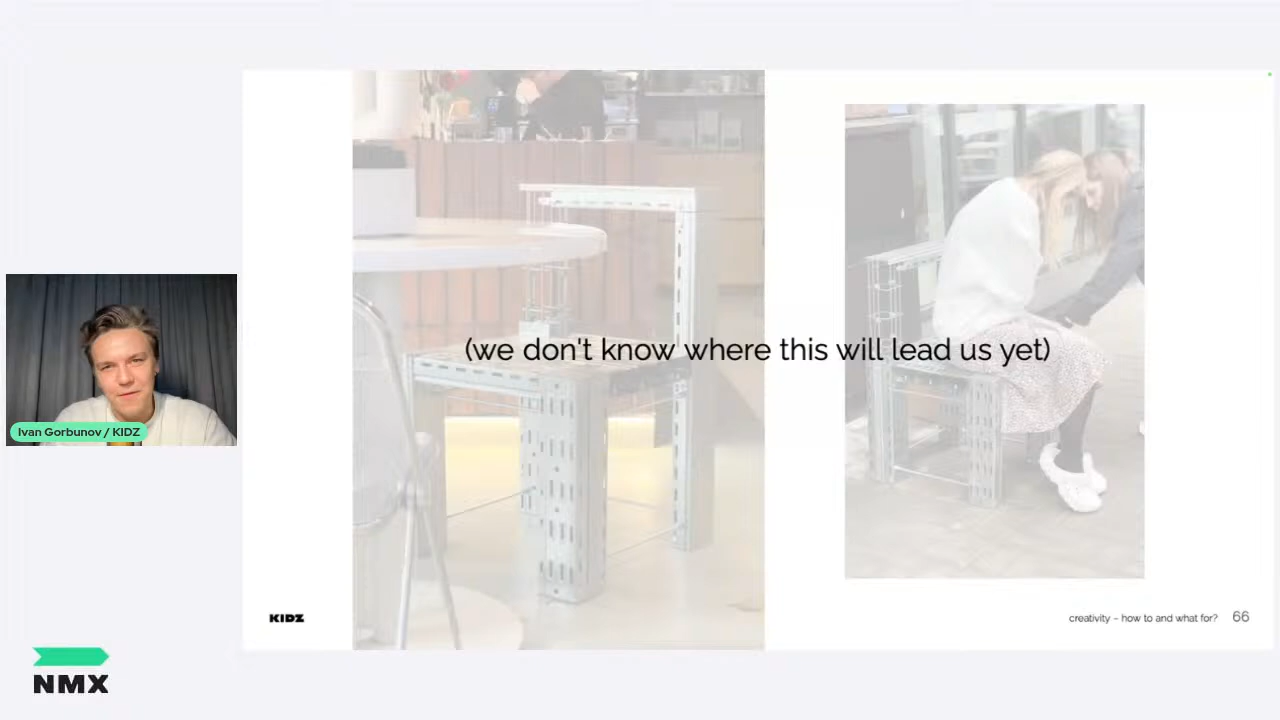 (we don't know where this will lead us yet)
Ivan Gorbunov / KIDZ
KIDZ
creativity – how to and what for? 66
NMX